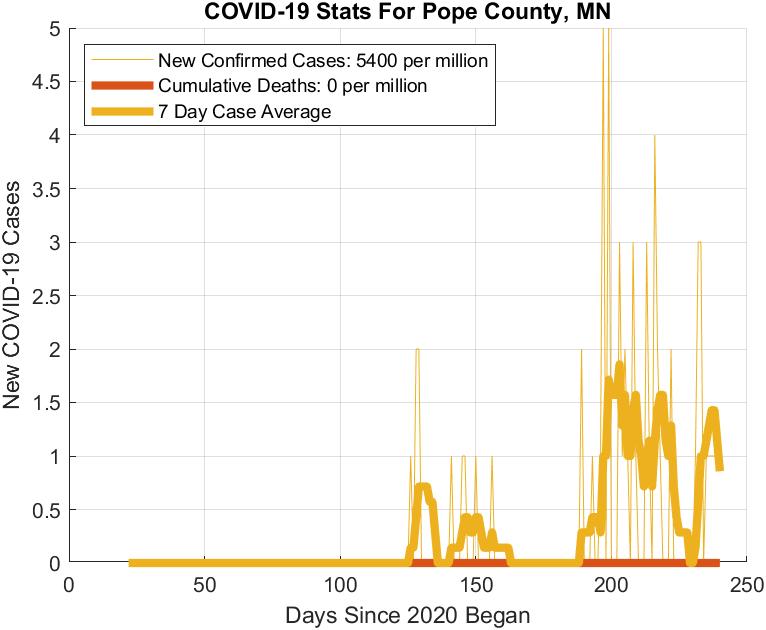 COVID-19 Stats For Pope County, MN
New Confirmed Cases: 5400 per million
Cumulative Deaths: 0 per million
7 Day Case Average
New COVID-19 Cases
5
4.5
4
3.5
3
2.5
2
1.5
1
0.5
0
0 50 100 150 200 250
Days Since 2020 Began